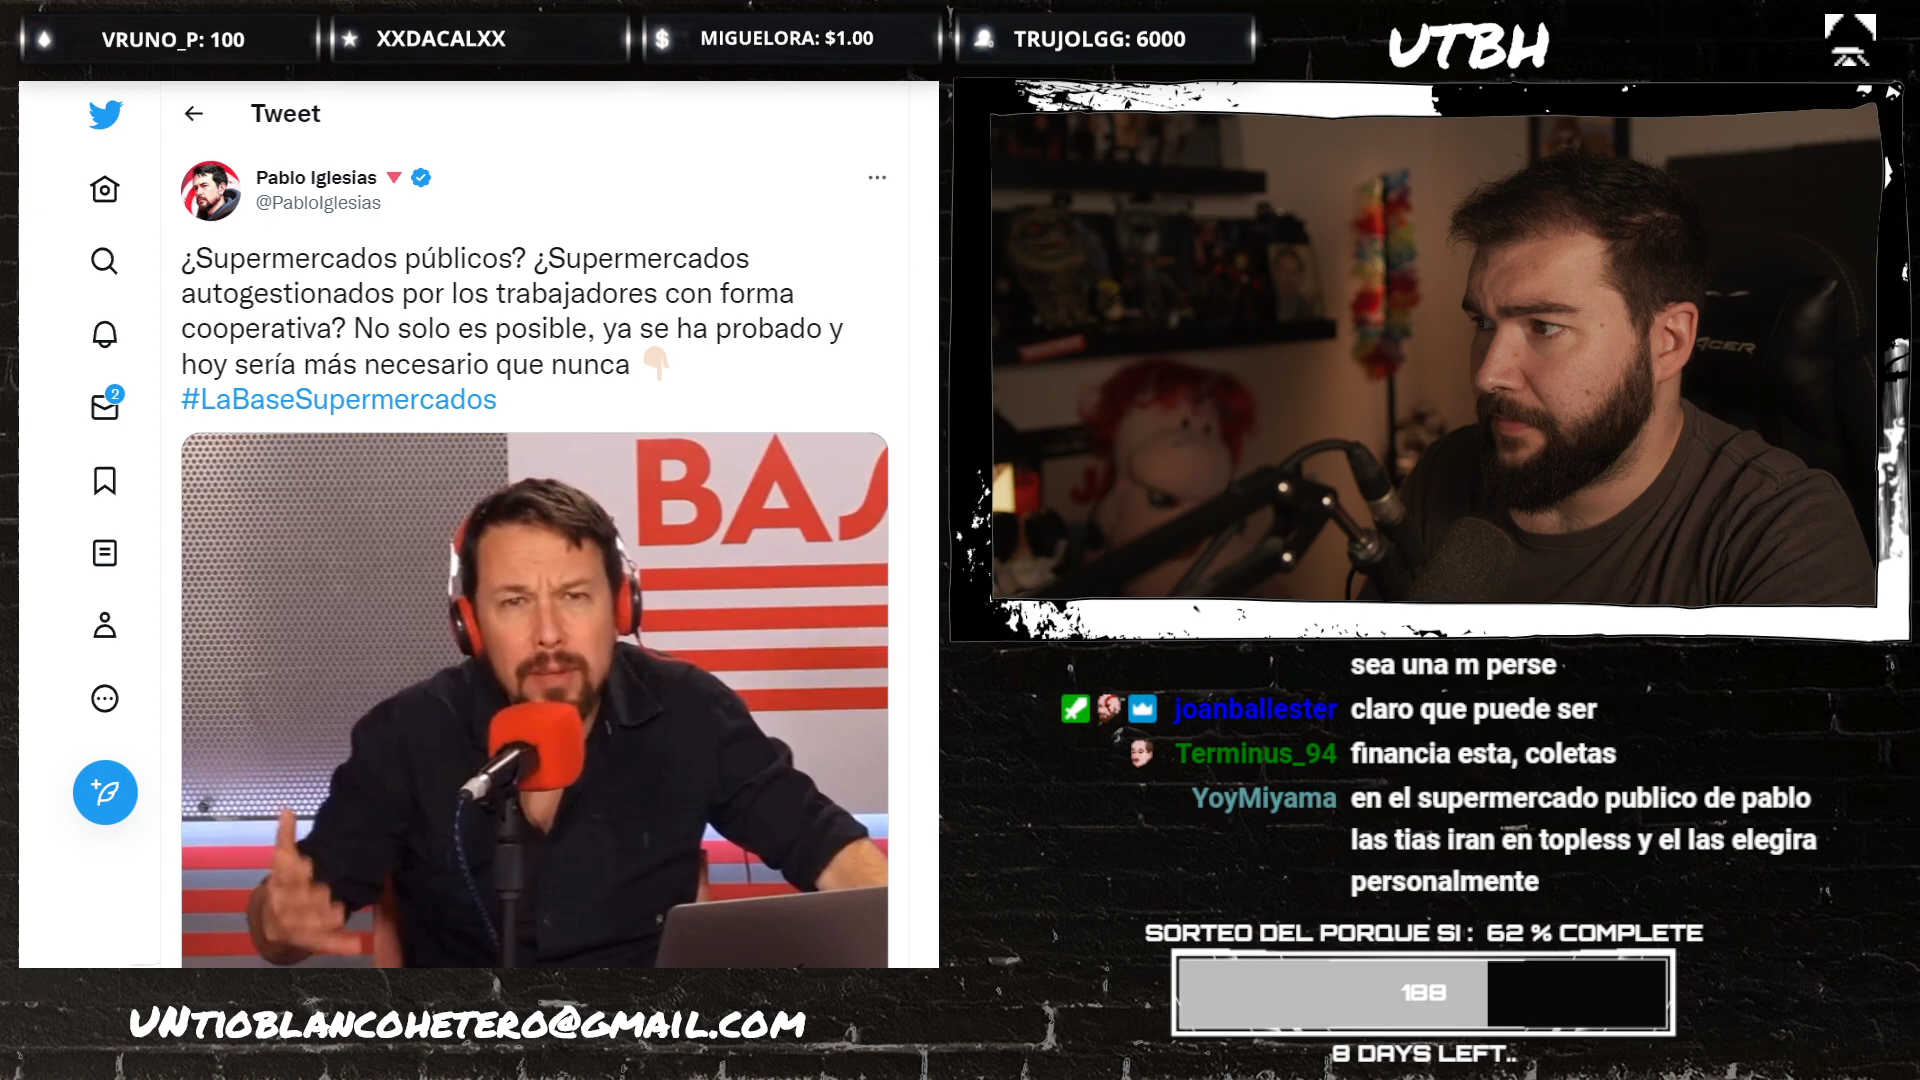 VRUNO_P: 100
XXDACALXX
MIGUELORA: $1.00
TRUJOLGG: 6000
UTBH
Tweet
Pablo Iglesias
@PabloIglesias
¿Supermercados públicos? ¿Supermercados
autogestionados por los trabajadores con forma
cooperativa? No solo es posible, ya se ha probado y
hoy sería más necesario que nunca
#LaBaseSupermercados
2
BAS
ACER
sea una m perse
joanballester claro que puede ser
Terminus_94 financia esta, coletas
YoyMiyama en el supermercado publico de pablo
las tias iran en topless y el las elegira
personalmente
SORTEO DEL PORQUE SI : 62 % COMPLETE
188
8 DAYS LEFT..
UNTIOBLANCOHETERO@GMAIL.COM